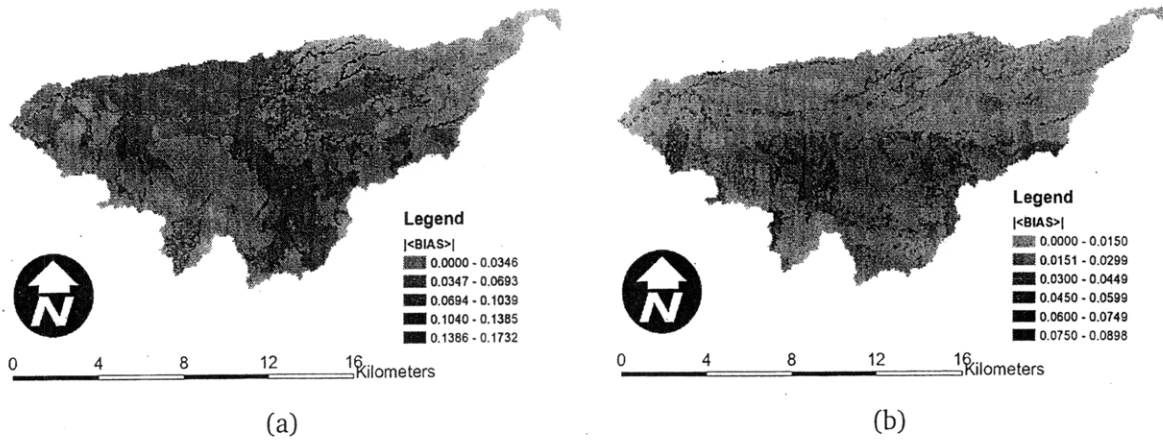 Legend
|<BIAS>|
0.0000 - 0.0346
0.0347 - 0.0693
0.0694 - 0.1039
0.1040 - 0.1385
0.1386 - 0.1732
N
0 4 8 12 16
Kilometers
(a)
Legend
|<BIAS>|
0.0000 - 0.0150
0.0151 - 0.0299
0.0300 - 0.0449
0.0450 - 0.0599
0.0600 - 0.0749
0.0750 - 0.0898
N
0 4 8 12 16
Kilometers
(b)